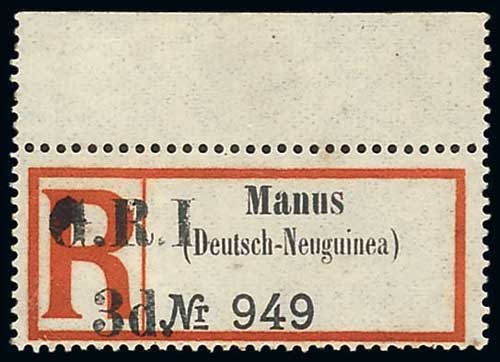 R
Manus
G.R.I
(Deutsch-Neuguinea)
3d. Nr 949